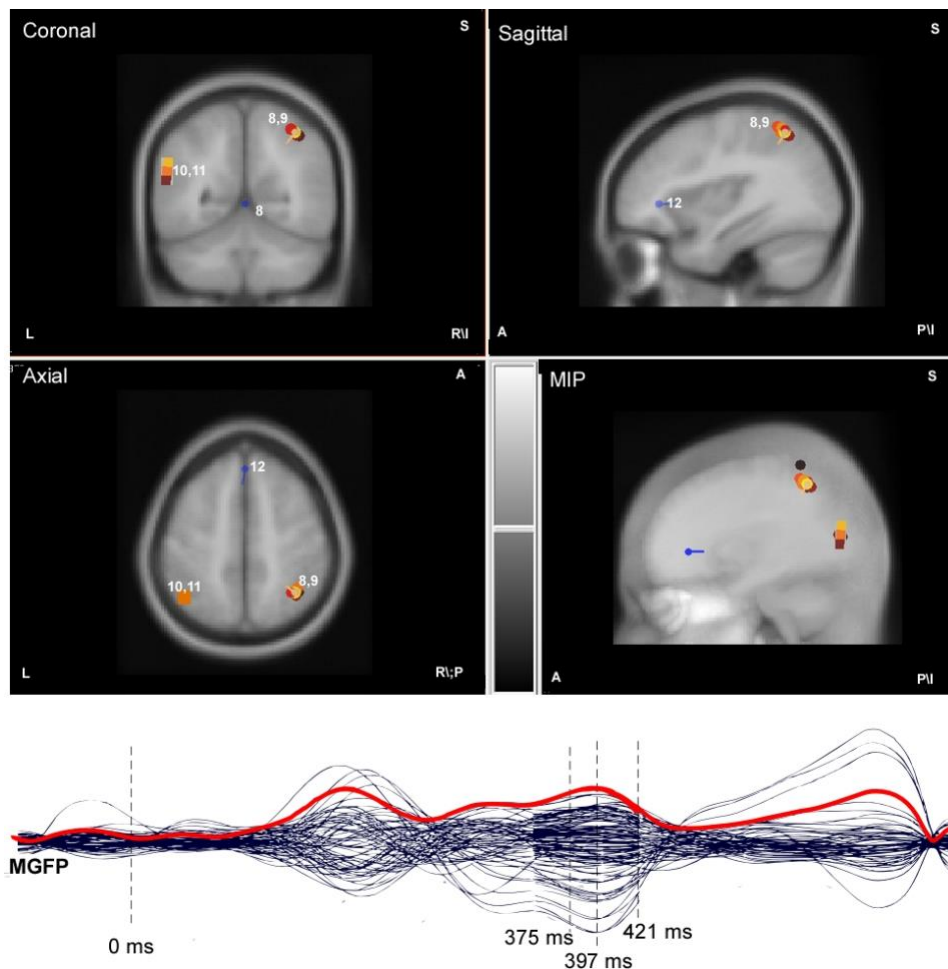 Coronal
S
8,9
10,11
8
L
R\I
Sagittal
S
8,9
12
A
P\I
Axial
A
12
10,11
8,9
L
R\;P
MIP
S
A
P\I
MGFP
0 ms
375 ms
397 ms
421 ms